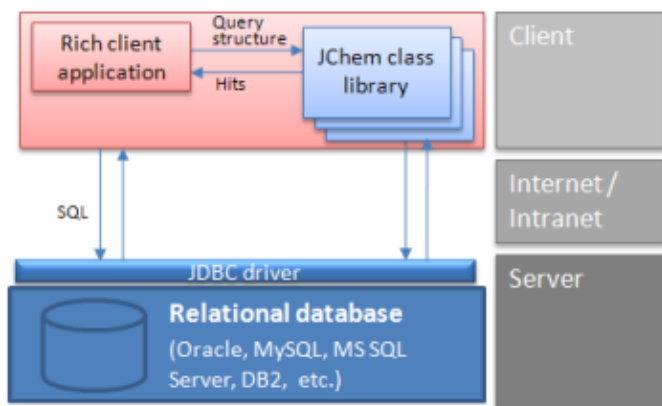 Rich client
application
Query
structure
Hits
JChem class
library
Client
SQL
Internet /
Intranet
JDBC driver
Server
Relational database
(Oracle, MySQL, MS SQL
Server, DB2, etc.)